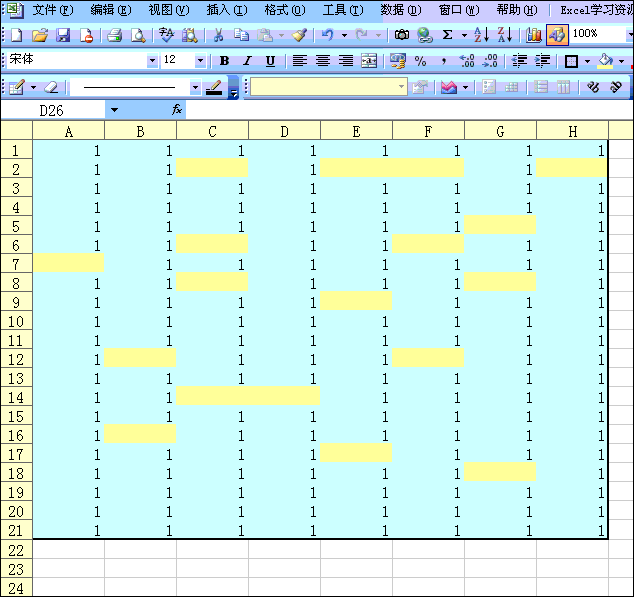 文件(F) 编辑(E) 视图(V) 插入(I) 格式(O) 工具(T) 数据(D) 窗口(W) 帮助(H) Excel学习资源
100%
宋体 12 B I U % , .00
D26 fx
A B C D E F G H
1 1 1 1 1 1 1 1 1
2 1 1 1 1
3 1 1 1 1 1 1 1 1
4 1 1 1 1 1 1 1 1
5 1 1 1 1 1 1 1
6 1 1 1 1 1 1
7 1 1 1 1 1 1 1
8 1 1 1 1 1 1
9 1 1 1 1 1 1 1
10 1 1 1 1 1 1 1 1
11 1 1 1 1 1 1 1 1
12 1 1 1 1 1 1
13 1 1 1 1 1 1 1 1
14 1 1 1 1 1 1
15 1 1 1 1 1 1 1 1
16 1 1 1 1 1 1 1
17 1 1 1 1 1 1 1
18 1 1 1 1 1 1 1
19 1 1 1 1 1 1 1 1
20 1 1 1 1 1 1 1 1
21 1 1 1 1 1 1 1 1
22
23
24